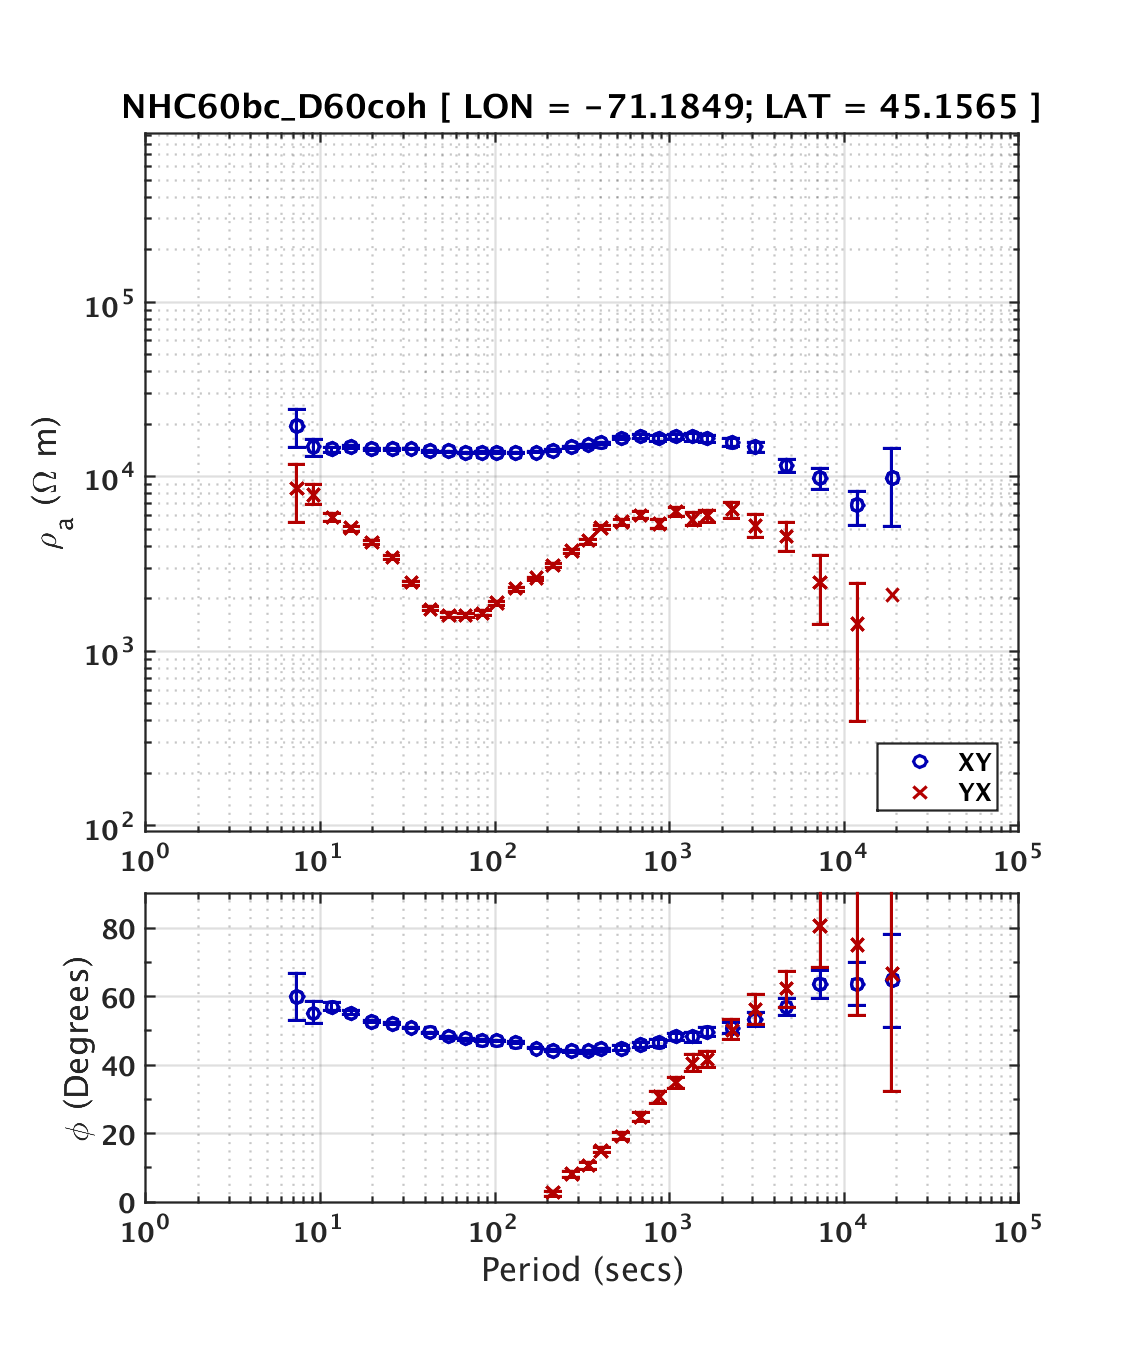 NHC60bc_D60coh [ LON = −71.1849; LAT = 45.1565 ]
ρa (Ω m)
10^5
10^4
10^3
10^2
XY
YX
10^0 10^1 10^2 10^3 10^4 10^5
φ (Degrees)
80
60
40
20
0
10^0 10^1 10^2 10^3 10^4 10^5
Period (secs)